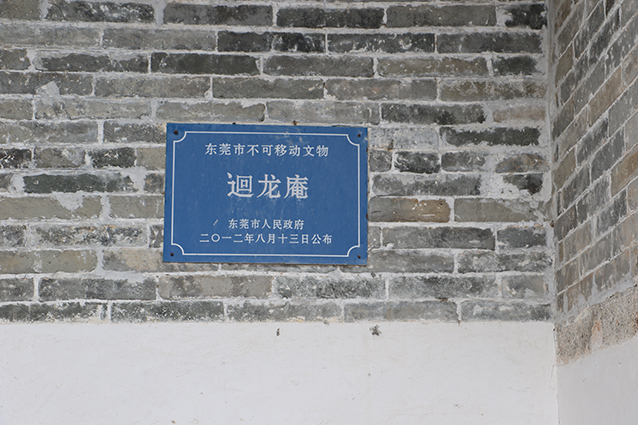 东莞市不可移动文物
迴龙庵
东莞市人民政府
二〇一二年八月十三日公布